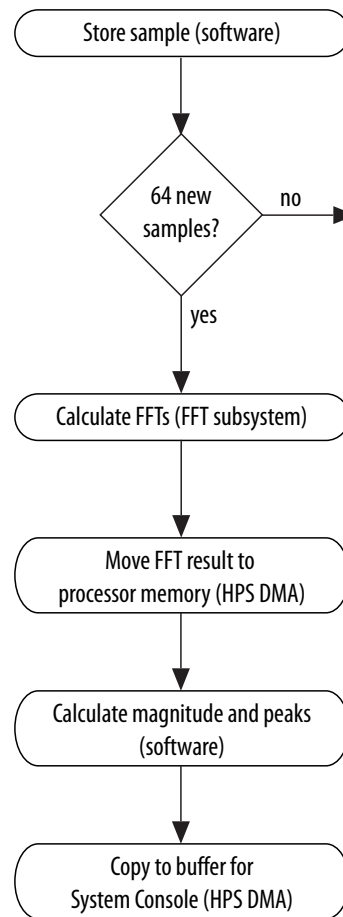 Store sample (software)
64 new
samples?
no
yes
Calculate FFTs (FFT subsystem)
Move FFT result to
processor memory (HPS DMA)
Calculate magnitude and peaks
(software)
Copy to buffer for
System Console (HPS DMA)